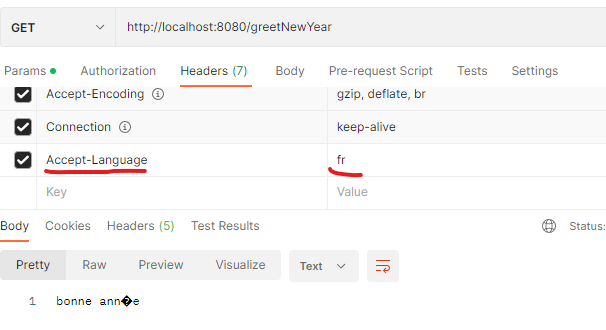 GET http://localhost:8080/greetNewYear
Params Authorization Headers (7) Body Pre-request Script Tests Settings
Accept-Encoding gzip, deflate, br
Connection keep-alive
Accept-Language fr
Key Value
Body Cookies Headers (5) Test Results Status:
Pretty Raw Preview Visualize Text
1 bonne ann�e